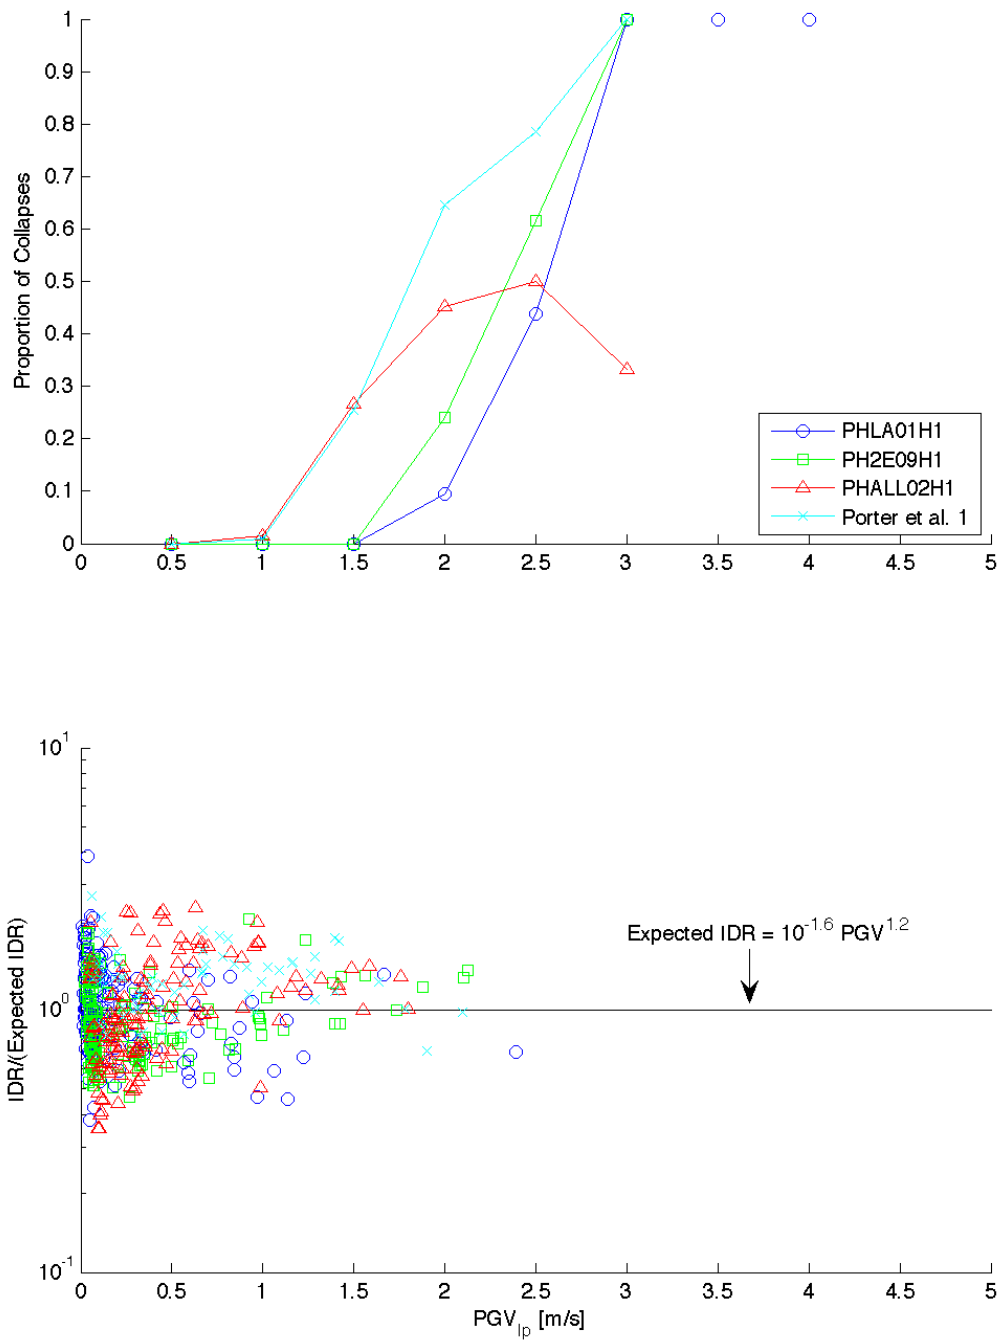 1
0.9
0.8
0.7
0.6
0.5
0.4
0.3
0.2
0.1
0
Proportion of Collapses
0 0.5 1 1.5 2 2.5 3 3.5 4 4.5 5
PHLA01H1
PH2E09H1
PHALL02H1
Porter et al. 1
10^1
10^0
10^-1
IDR/(Expected IDR)
Expected IDR = 10^-1.6 PGV^1.2
0 0.5 1 1.5 2 2.5 3 3.5 4 4.5 5
PGV_lp [m/s]